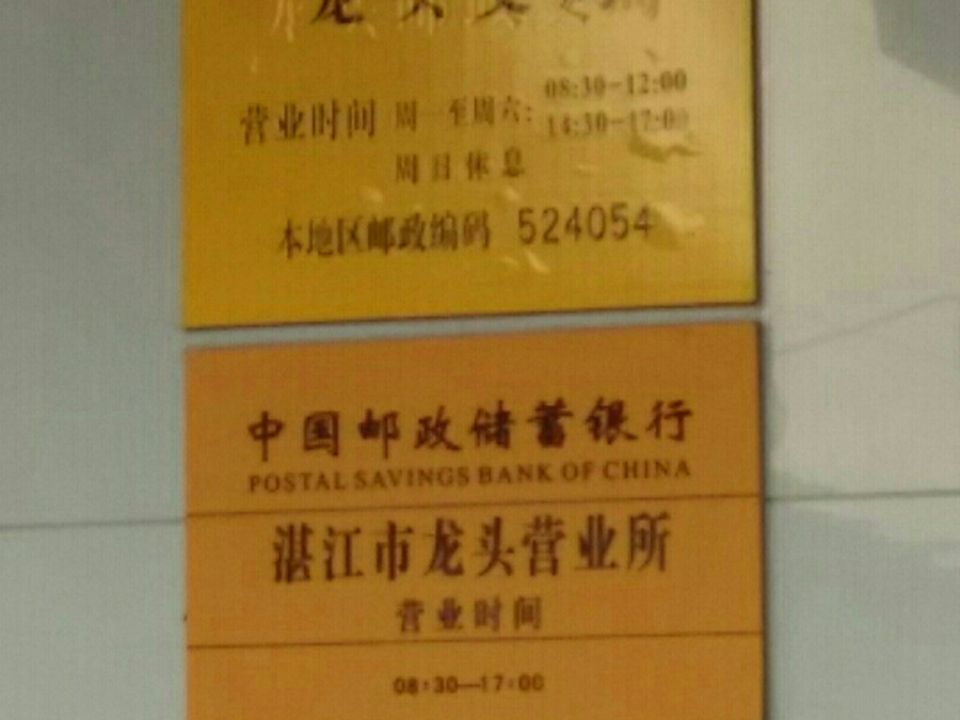 08:30-12:00
营业时间 周一至周六:
14:30-17:00
周日休息
本地区邮政编码 524054
中国邮政储蓄银行
POSTAL SAVINGS BANK OF CHINA
湛江市龙头营业所
营业时间
08:30—17:00